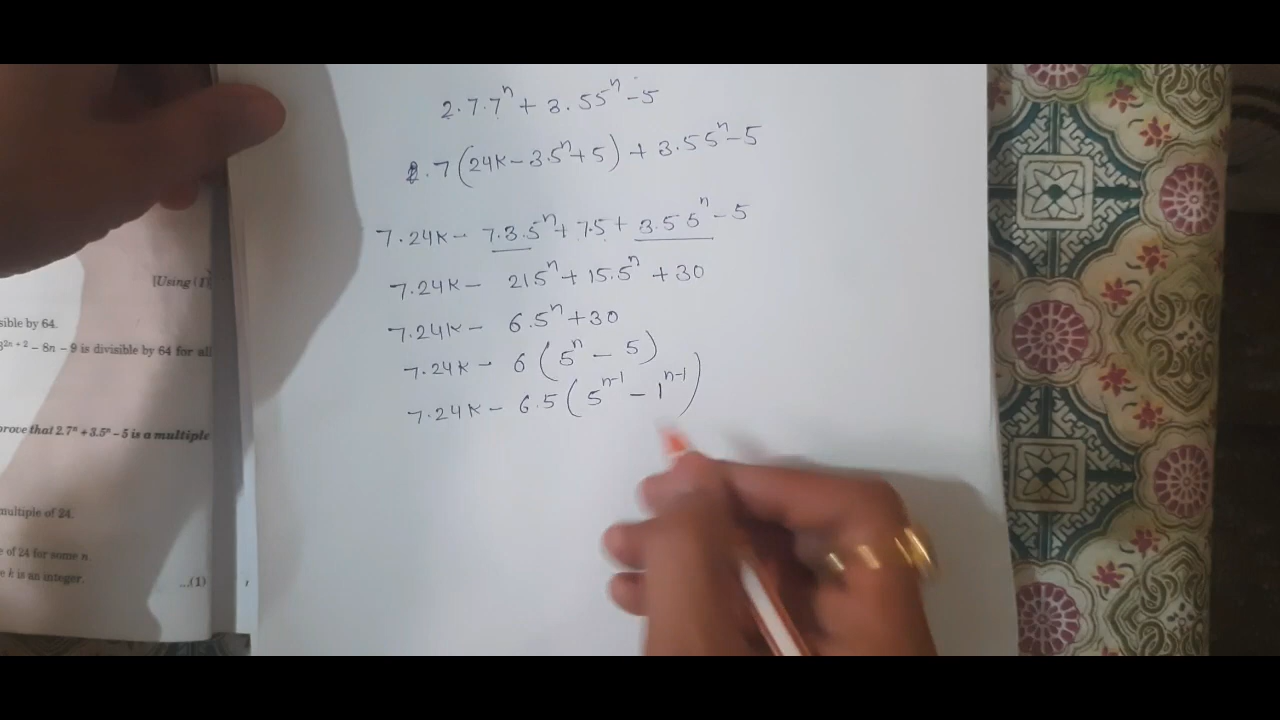 [Using (1)]
sible by 64.
3²ⁿ⁺² – 8n – 9 is divisible by 64 for all
prove that 2.7ⁿ + 3.5ⁿ – 5 is a multiple
multiple of 24.
e of 24 for some n.
e k is an integer.
...(1)
2.7.7ⁿ + 3.55ⁿ – 5
2.7(24K – 3.5ⁿ + 5) + 3.55ⁿ – 5
7.24K – 7.3.5ⁿ + 7.5 + 3.55ⁿ – 5
7.24K – 215ⁿ + 15.5ⁿ + 30
7.24K – 6.5ⁿ + 30
7.24K – 6(5ⁿ – 5)
7.24K – 6.5(5ⁿ⁻¹ – 1ⁿ⁻¹)